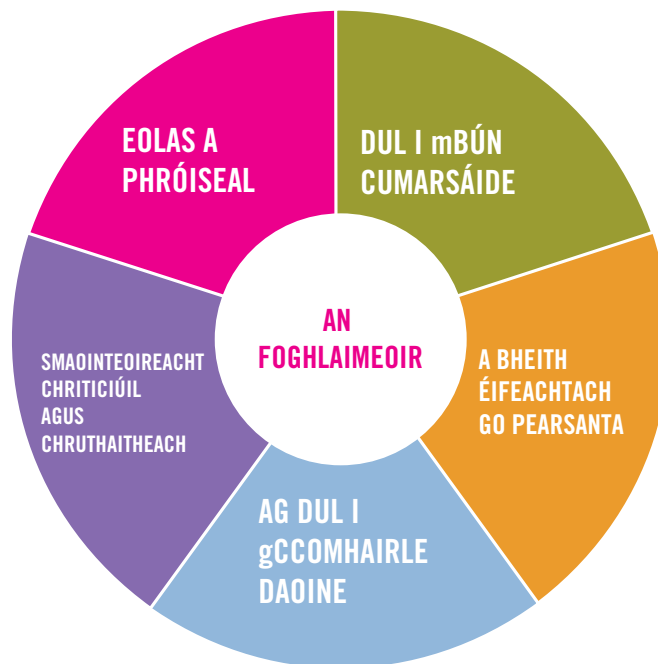 EOLAS A
PHRÓISEAL
DUL I mBÚN
CUMARSÁIDE
AN
FOGHLAIMEOIR
SMAOINTEOIREACHT
CHRITICIÚIL
AGUS
CHRUTHAITHEACH
A BHEITH
ÉIFEACHTACH
GO PEARSANTA
AG DUL I
gCCOMHAIRLE
DAOINE